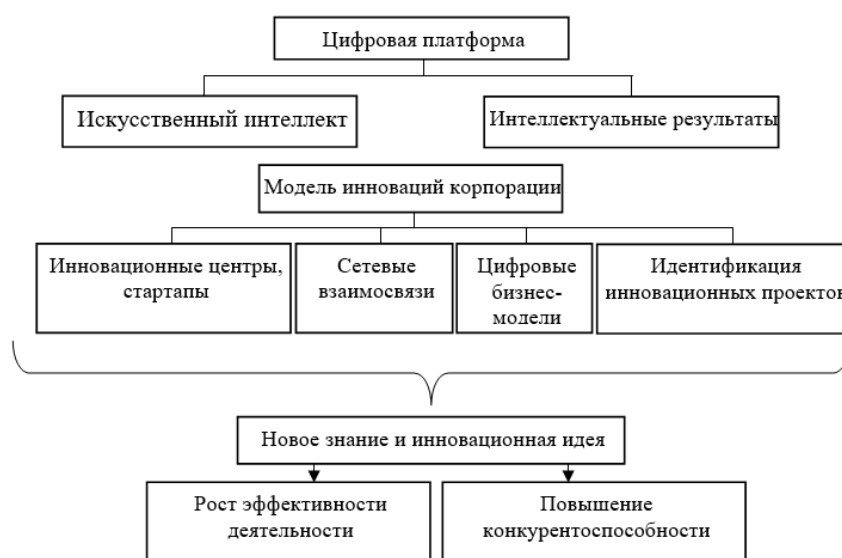 Цифровая платформа
Искусственный интеллект
Интеллектуальные результаты
Модель инноваций корпорации
Инновационные центры,
стартапы
Сетевые
взаимосвязи
Цифровые
бизнес-
модели
Идентификация
инновационных проектов
Новое знание и инновационная идея
Рост эффективности
деятельности
Повышение
конкурентоспособности